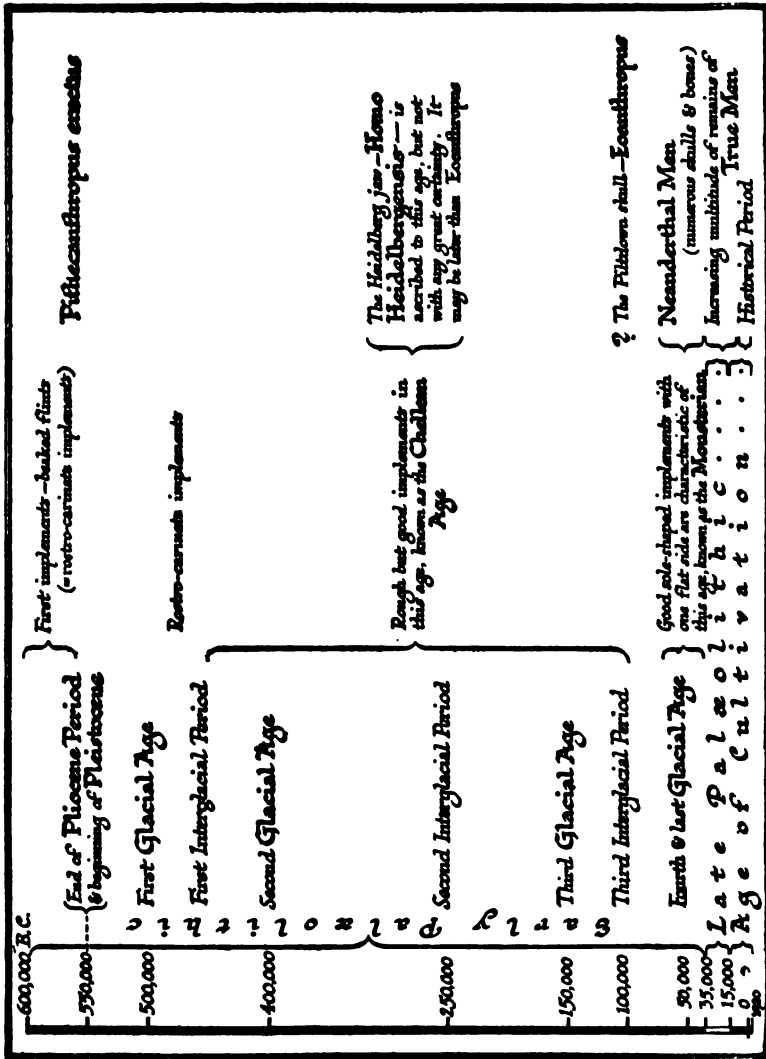 600,000 B.C.
First implements—beaked flints
(=rostro-carinate implements)
550,000
End of Pliocene Period
& beginning of Pleistocene
Pithecanthropus erectus
500,000
First Glacial Age
Rostro-carinate implements
First Interglacial Period
400,000
Second Glacial Age
Early Palæolithic
Rough but good implements in
this age, known as the Chellean
Age
The Heidelberg jaw—Homo
Heidelbergensis—is
ascribed to this age, but not
with any great certainty. It
may be later than Eoanthropus
250,000
Second Interglacial Period
150,000
Third Glacial Age
100,000
Third Interglacial Period
? The Piltdown skull—Eoanthropus
50,000
Fourth & last Glacial Age
Good sole-shaped implements with
one flat side are characteristic of
this age, known as the Mousterian
Neanderthal Men
(numerous skulls & bones)
35,000
Late Palæolithic . . . .
Increasing multitude of remains of
True Men
15,000
Age of Cultivation . . .
Historical Period
0